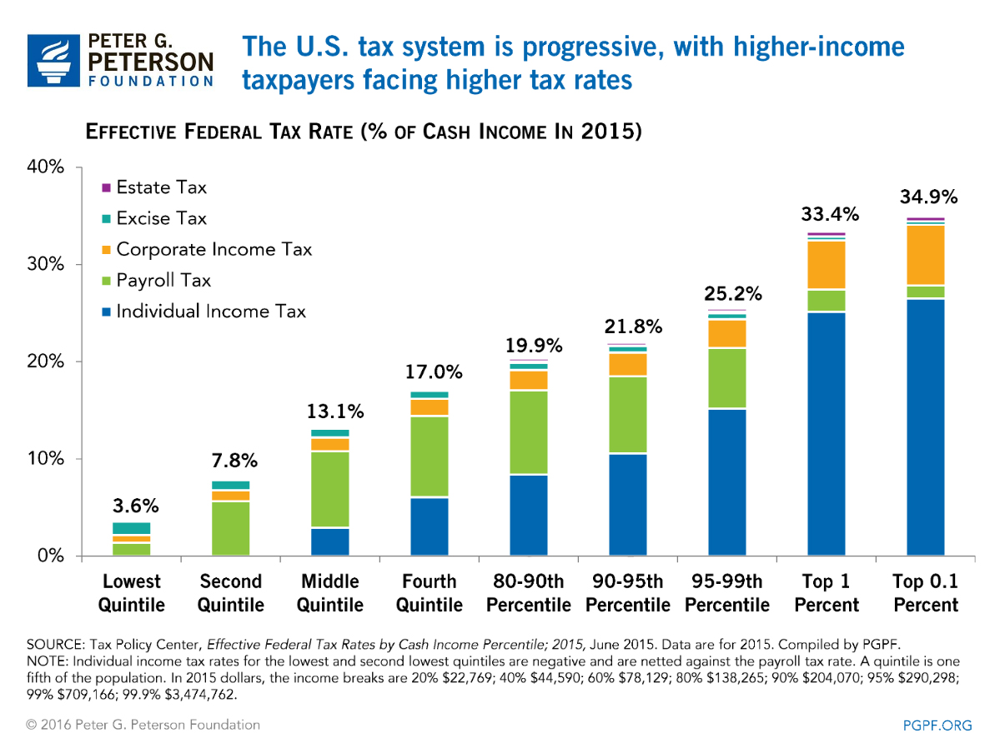 PETER G.
PETERSON
FOUNDATION
The U.S. tax system is progressive, with higher-income
taxpayers facing higher tax rates
EFFECTIVE FEDERAL TAX RATE (% OF CASH INCOME IN 2015)
40%
30%
20%
10%
0%
Estate Tax
Excise Tax
Corporate Income Tax
Payroll Tax
Individual Income Tax
3.6%
7.8%
13.1%
17.0%
19.9%
21.8%
25.2%
33.4%
34.9%
Lowest
Quintile
Second
Quintile
Middle
Quintile
Fourth
Quintile
80-90th
Percentile
90-95th
Percentile
95-99th
Percentile
Top 1
Percent
Top 0.1
Percent
SOURCE: Tax Policy Center, Effective Federal Tax Rates by Cash Income Percentile; 2015, June 2015. Data are for 2015. Compiled by PGPF.
NOTE: Individual income tax rates for the lowest and second lowest quintiles are negative and are netted against the payroll tax rate. A quintile is one
fifth of the population. In 2015 dollars, the income breaks are 20% $22,769; 40% $44,590; 60% $78,129; 80% $138,265; 90% $204,070; 95% $290,298;
99% $709,166; 99.9% $3,474,762.
© 2016 Peter G. Peterson Foundation
PGPF.ORG